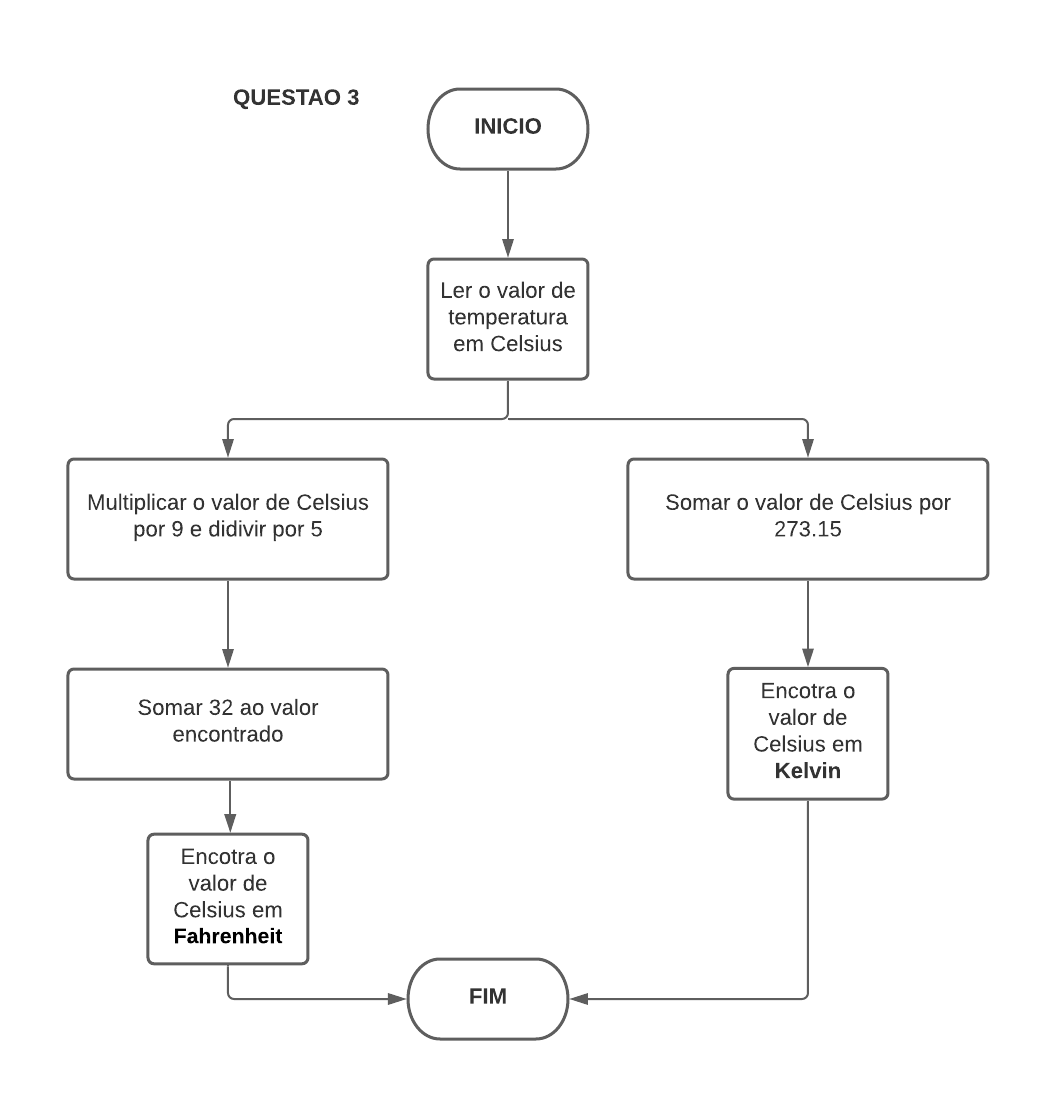 QUESTAO 3
INICIO
Ler o valor de
temperatura
em Celsius
Multiplicar o valor de Celsius
por 9 e didivir por 5
Somar o valor de Celsius por
273.15
Somar 32 ao valor
encontrado
Encotra o
valor de
Celsius em
Kelvin
Encotra o
valor de
Celsius em
Fahrenheit
FIM